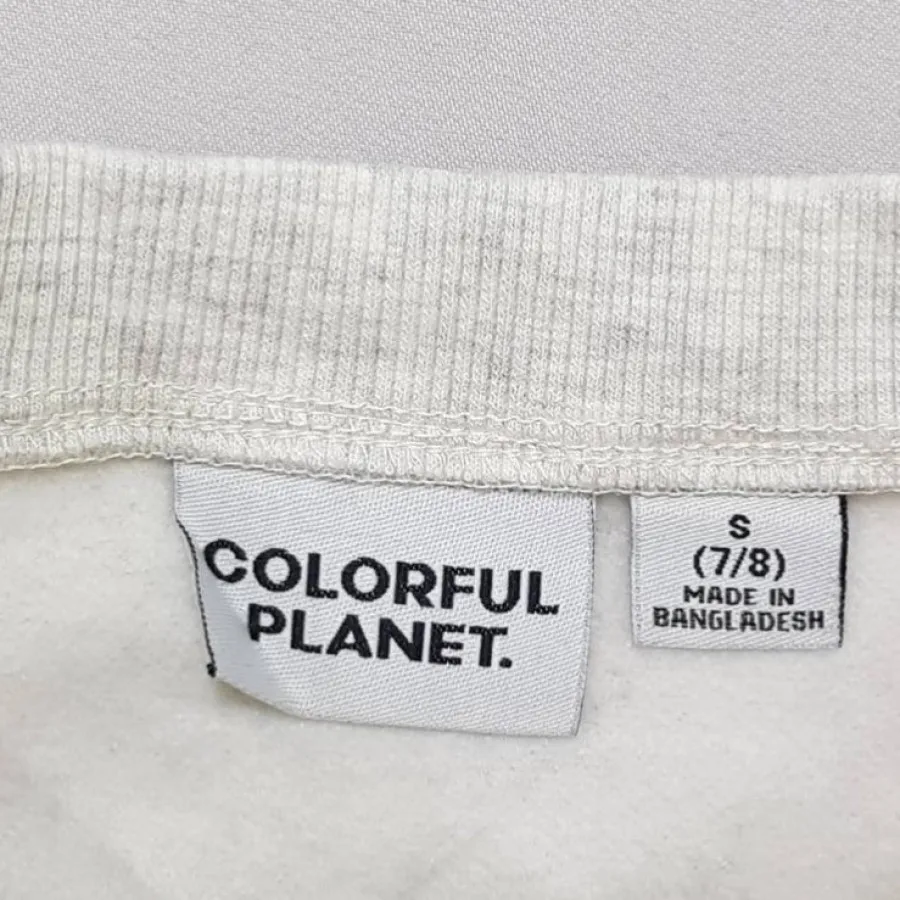 COLORFUL
PLANET.
S
(7/8)
MADE IN
BANGLADESH